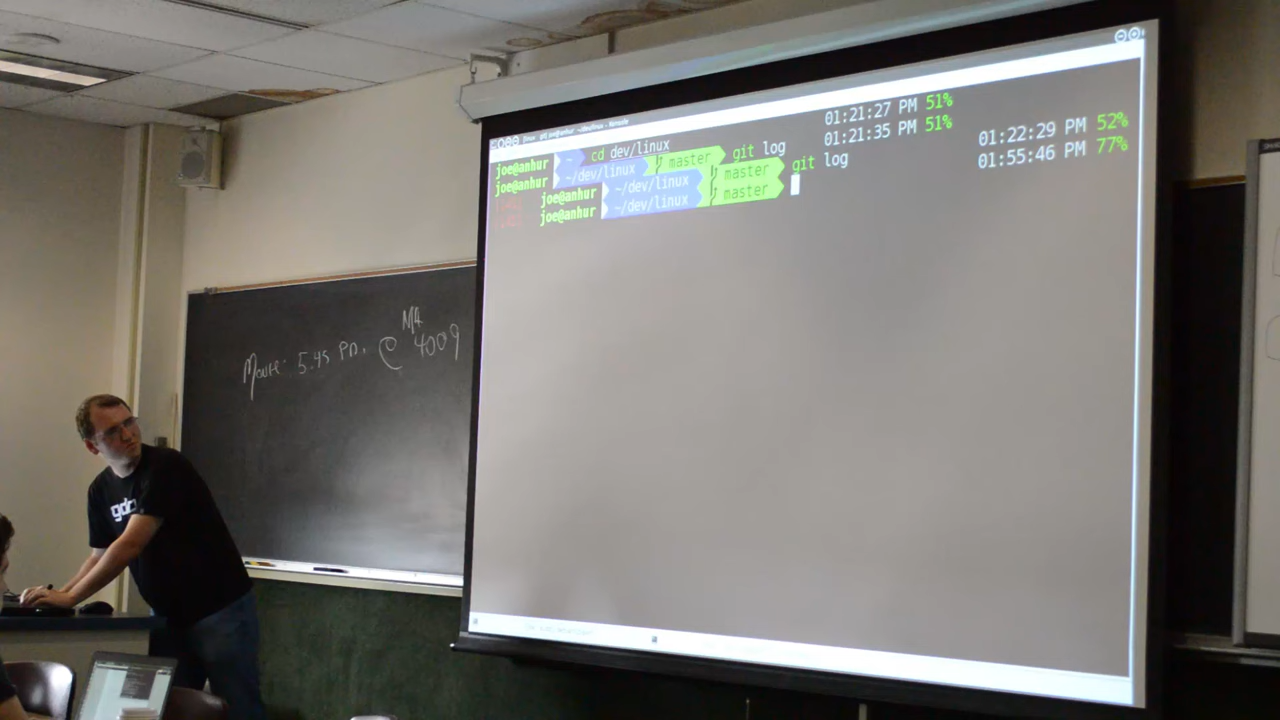 joe@anhur ~ cd dev/linux 01:21:27 PM 51%
joe@anhur ~/dev/linux master git log 01:21:35 PM 51%
joe@anhur ~/dev/linux master git log 01:22:29 PM 52%
joe@anhur ~/dev/linux master 01:55:46 PM 77%
M4
5.45 PM. @ 4009